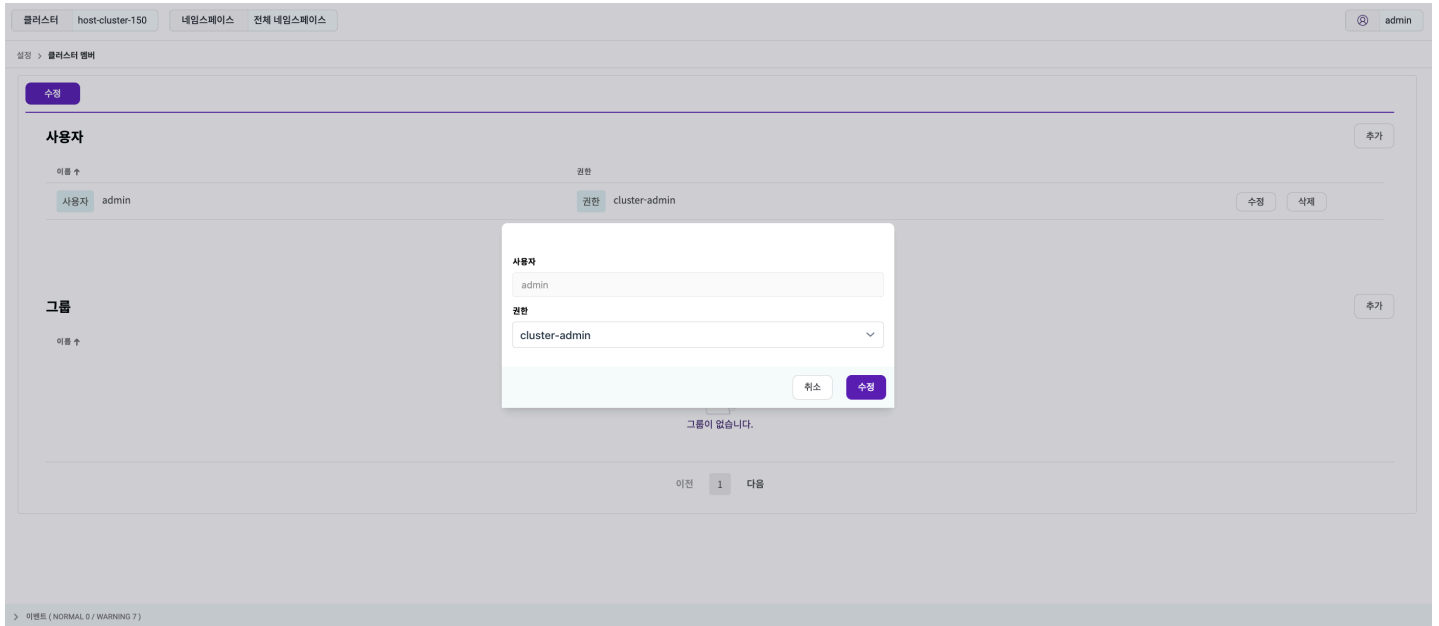 클러스터 host-cluster-150 네임스페이스 전체 네임스페이스 admin
설정 > 클러스터 멤버
수정
사용자 추가
이름 ↑ 권한
사용자 admin 권한 cluster-admin 수정 삭제
사용자
admin
권한
cluster-admin
취소 수정
그룹 추가
이름 ↑
그룹이 없습니다.
이전 1 다음
> 이벤트 ( NORMAL 0 / WARNING 7 )